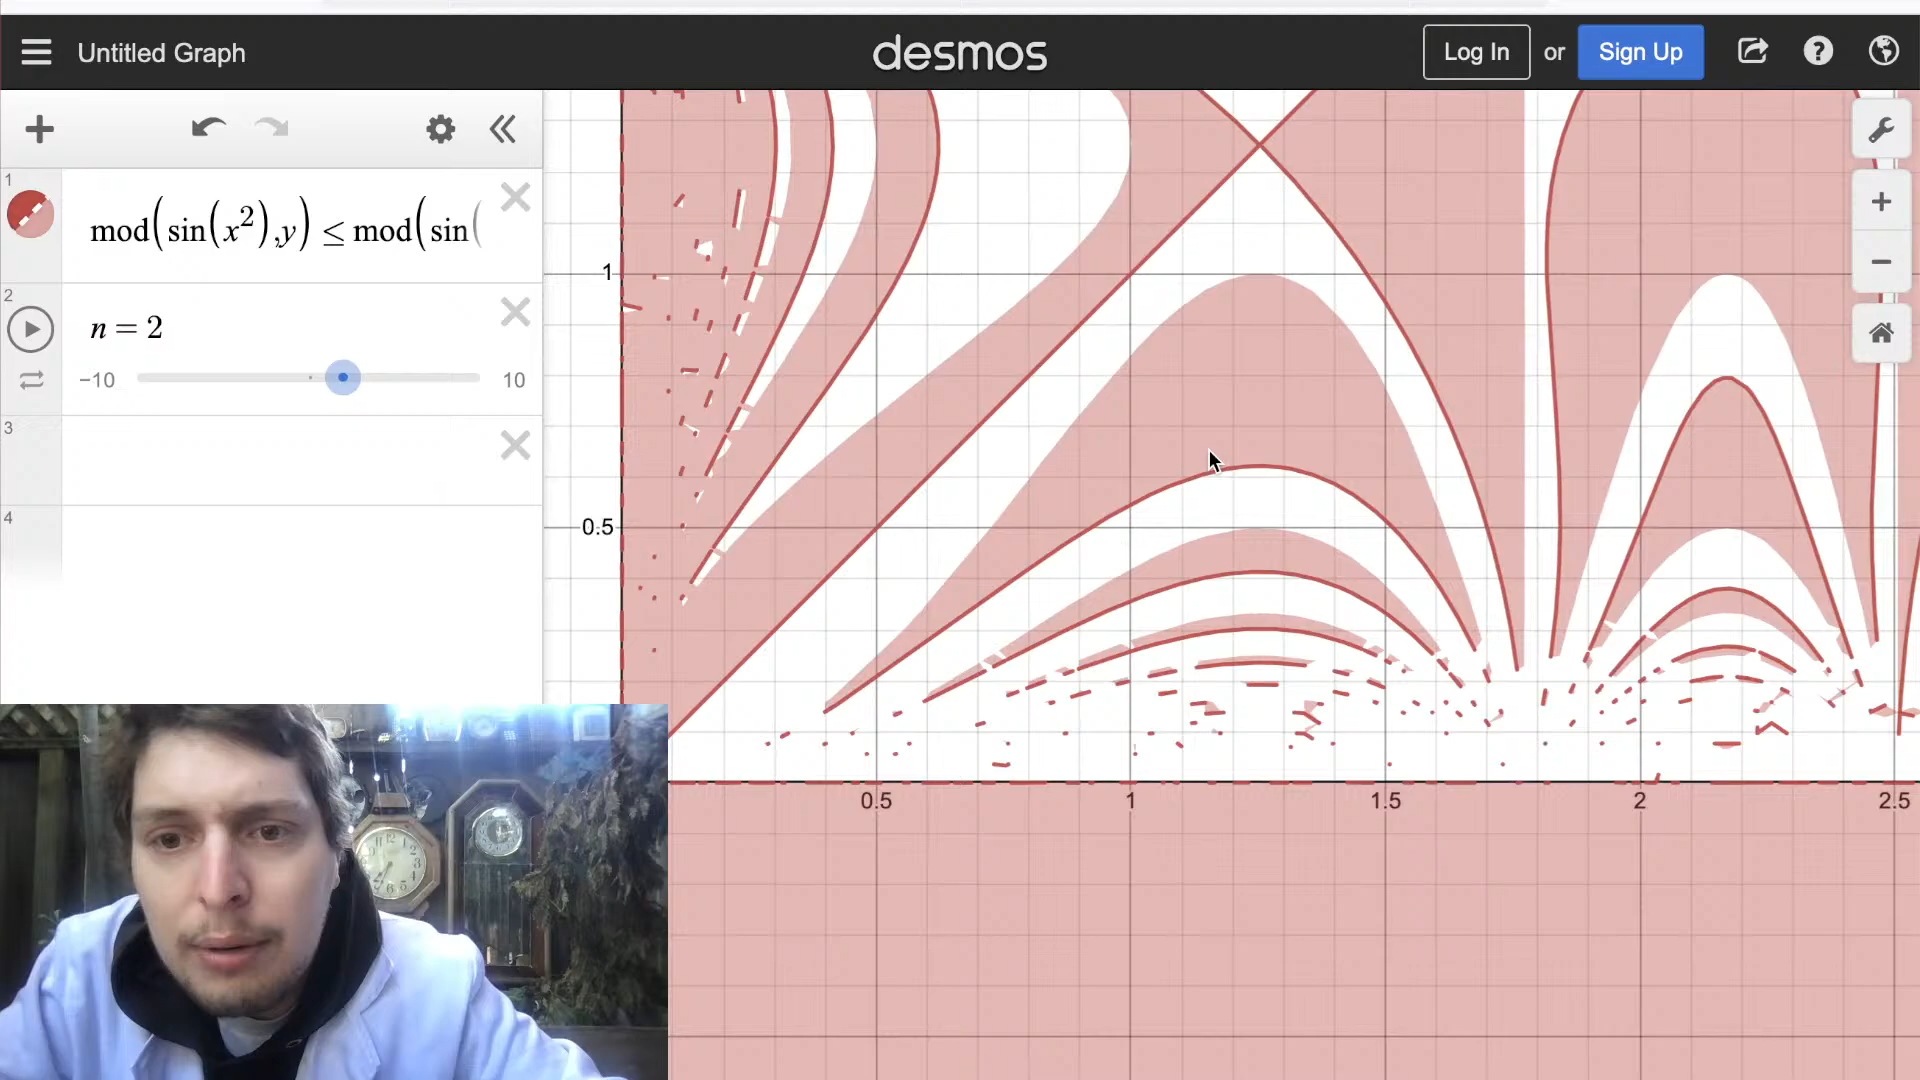 Untitled Graph
desmos
Log In or Sign Up
1
mod(sin(x²),y) ≤ mod(sin(
2
n = 2
−10
10
3
4
1
0.5
0.5
1
1.5
2
2.5